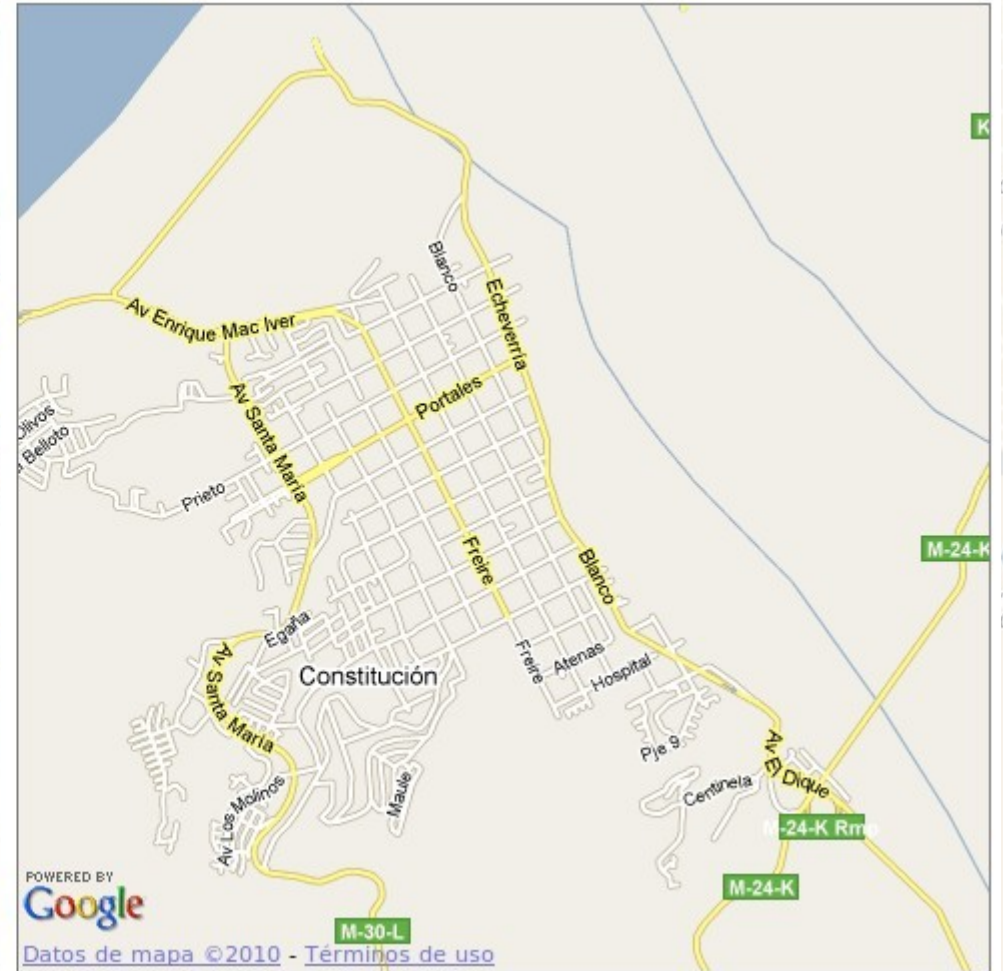 K
Blanco
Echeverría
Av Enrique Mac Iver
Av Santa María
Portales
Olivos
Belloto
Prieto
M-24-K
Freire
Blanco
Egaña
Av Santa María
Constitución
Freire
Atenas
Hospital
Pje 9
Av El Dique
Centinela
Maule
Av Los Molinos
M-24-K Rmp
M-24-K
M-30-L
POWERED BY
Google
Datos de mapa ©2010 - Términos de uso